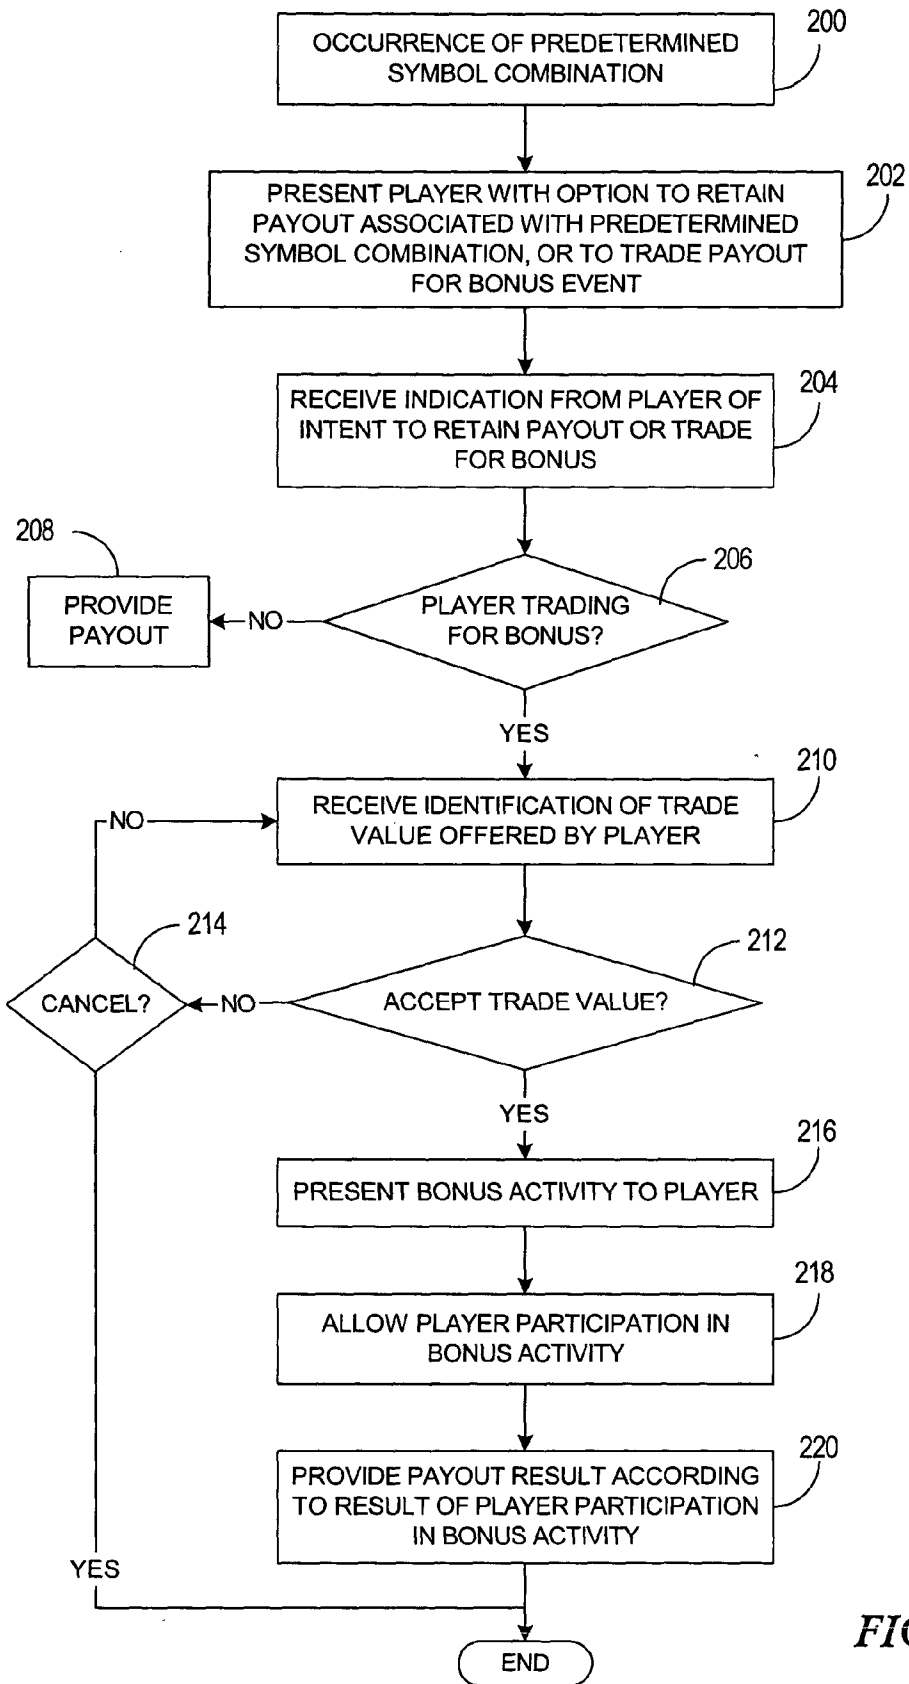 OCCURRENCE OF PREDETERMINED
SYMBOL COMBINATION
200
PRESENT PLAYER WITH OPTION TO RETAIN
PAYOUT ASSOCIATED WITH PREDETERMINED
SYMBOL COMBINATION, OR TO TRADE PAYOUT
FOR BONUS EVENT
202
RECEIVE INDICATION FROM PLAYER OF
INTENT TO RETAIN PAYOUT OR TRADE
FOR BONUS
204
PLAYER TRADING
FOR BONUS?
206
NO
208
PROVIDE
PAYOUT
YES
RECEIVE IDENTIFICATION OF TRADE
VALUE OFFERED BY PLAYER
210
NO
ACCEPT TRADE VALUE?
212
NO
CANCEL?
214
YES
PRESENT BONUS ACTIVITY TO PLAYER
216
ALLOW PLAYER PARTICIPATION IN
BONUS ACTIVITY
218
PROVIDE PAYOUT RESULT ACCORDING
TO RESULT OF PLAYER PARTICIPATION
IN BONUS ACTIVITY
220
YES
END